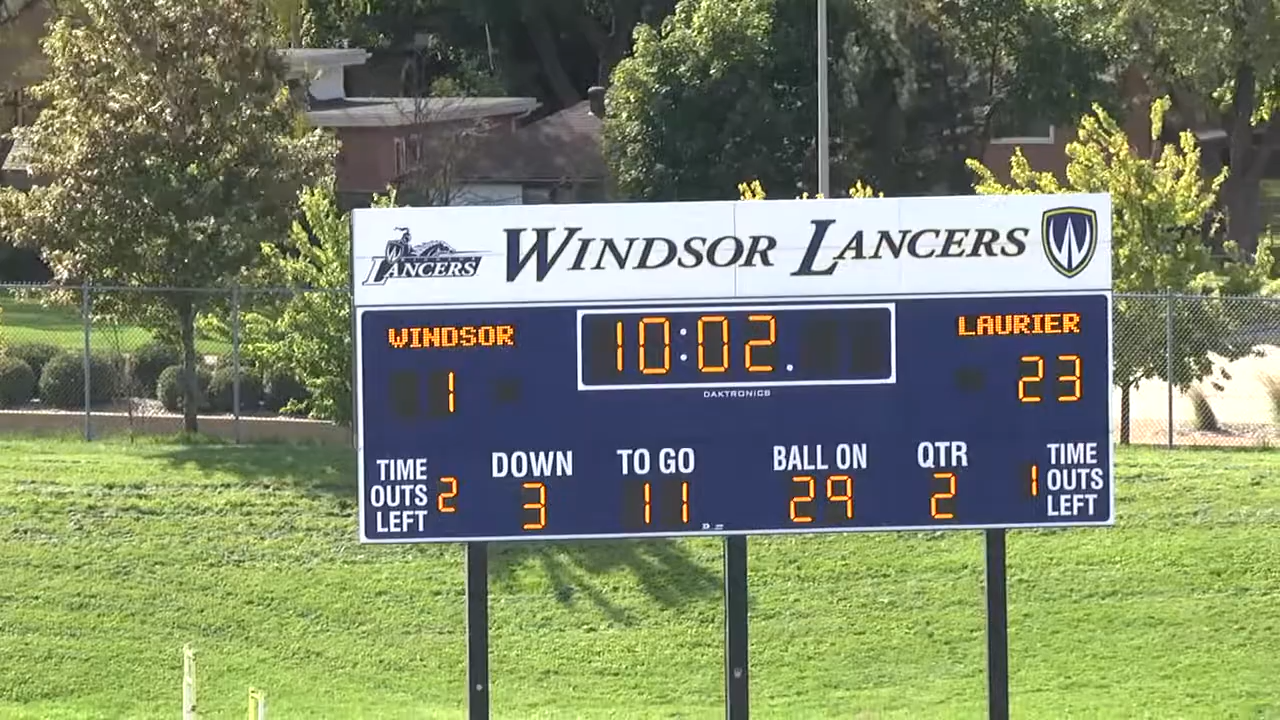 WINDSOR LANCERS
LANCERS
WINDSOR
10:02.
LAURIER
1
23
DAKTRONICS
TIME OUTS LEFT 2
DOWN 3
TO GO 11
BALL ON 29
QTR 2
1 TIME OUTS LEFT